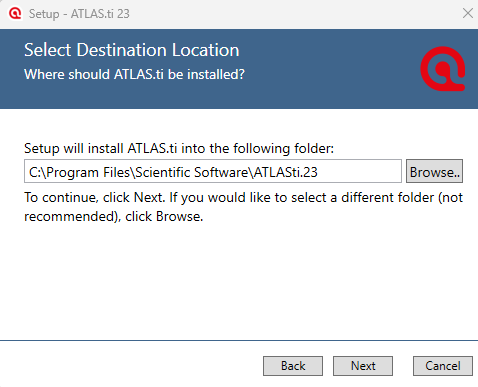 Setup - ATLAS.ti 23
Select Destination Location
Where should ATLAS.ti be installed?
Setup will install ATLAS.ti into the following folder:
C:\Program Files\Scientific Software\ATLASti.23
Browse..
To continue, click Next. If you would like to select a different folder (not
recommended), click Browse.
Back
Next
Cancel